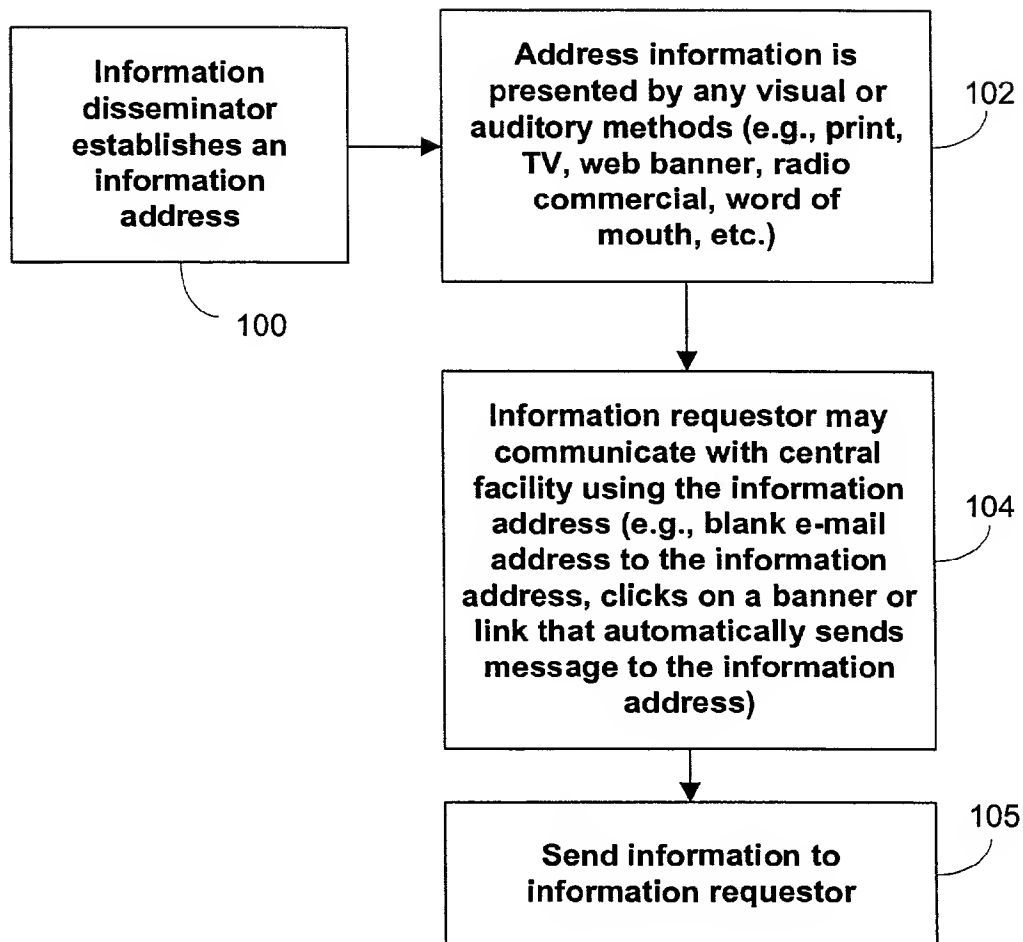 Information
disseminator
establishes an
information
address
100
Address information is
presented by any visual or
auditory methods (e.g., print,
TV, web banner, radio
commercial, word of
mouth, etc.)
102
Information requestor may
communicate with central
facility using the information
address (e.g., blank e-mail
address to the information
address, clicks on a banner or
link that automatically sends
message to the information
address)
104
Send information to
information requestor
105